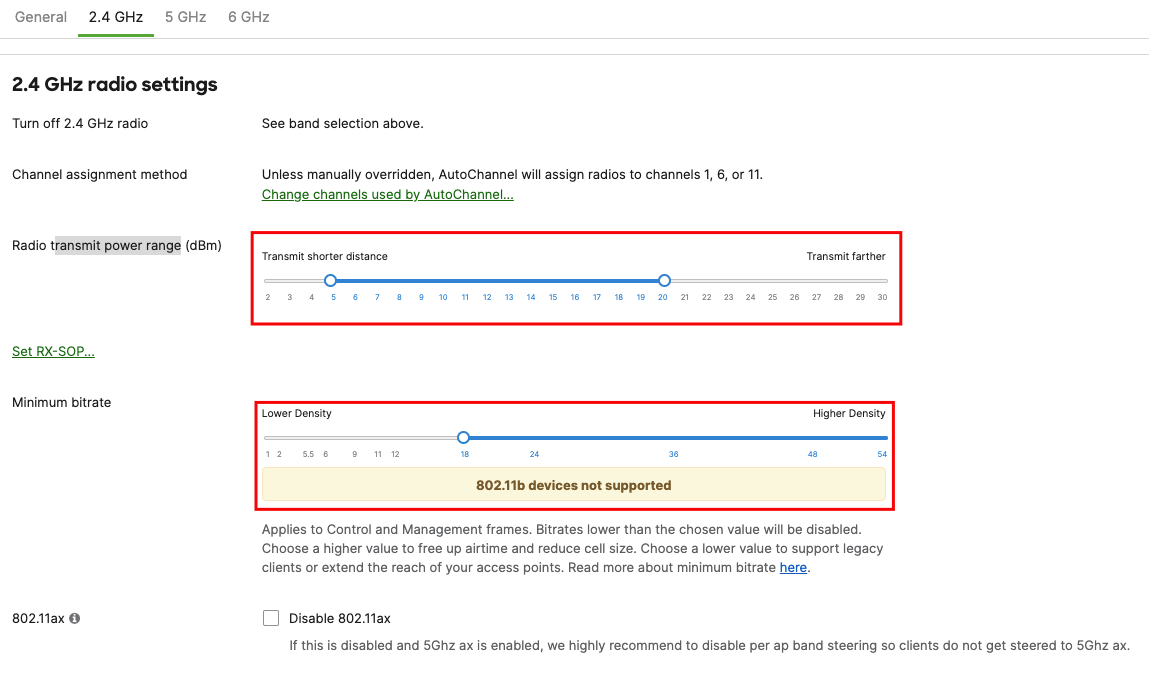 General 2.4 GHz 5 GHz 6 GHz
2.4 GHz radio settings
Turn off 2.4 GHz radio See band selection above.
Channel assignment method Unless manually overridden, AutoChannel will assign radios to channels 1, 6, or 11.
Change channels used by AutoChannel...
Radio transmit power range (dBm)
Transmit shorter distance Transmit farther
2 3 4 5 6 7 8 9 10 11 12 13 14 15 16 17 18 19 20 21 22 23 24 25 26 27 28 29 30
Set RX-SOP...
Minimum bitrate
Lower Density Higher Density
1 2 5.5 6 9 11 12 18 24 36 48 54
802.11b devices not supported
Applies to Control and Management frames. Bitrates lower than the chosen value will be disabled.
Choose a higher value to free up airtime and reduce cell size. Choose a lower value to support legacy
clients or extend the reach of your access points. Read more about minimum bitrate here.
802.11ax Disable 802.11ax
If this is disabled and 5Ghz ax is enabled, we highly recommend to disable per ap band steering so clients do not get steered to 5Ghz ax.